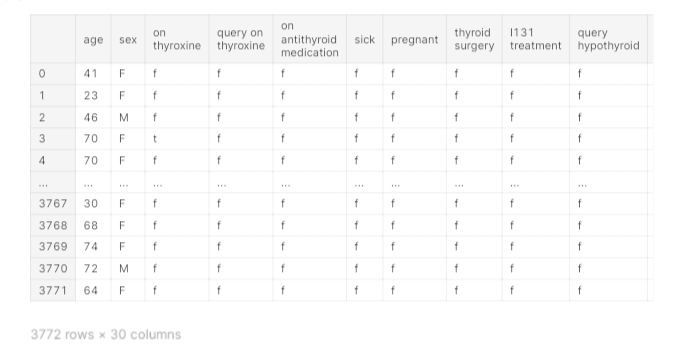 age sex on thyroxine query on thyroxine on antithyroid medication sick pregnant thyroid surgery I131 treatment query hypothyroid
0 41 F f f f f f f f f
1 23 F f f f f f f f f
2 46 M f f f f f f f f
3 70 F t f f f f f f f
4 70 F f f f f f f f f
... ... ... ... ... ... ... ... ... ... ...
3767 30 F f f f f f f f f
3768 68 F f f f f f f f f
3769 74 F f f f f f f f f
3770 72 M f f f f f f f f
3771 64 F f f f f f f f f
3772 rows × 30 columns